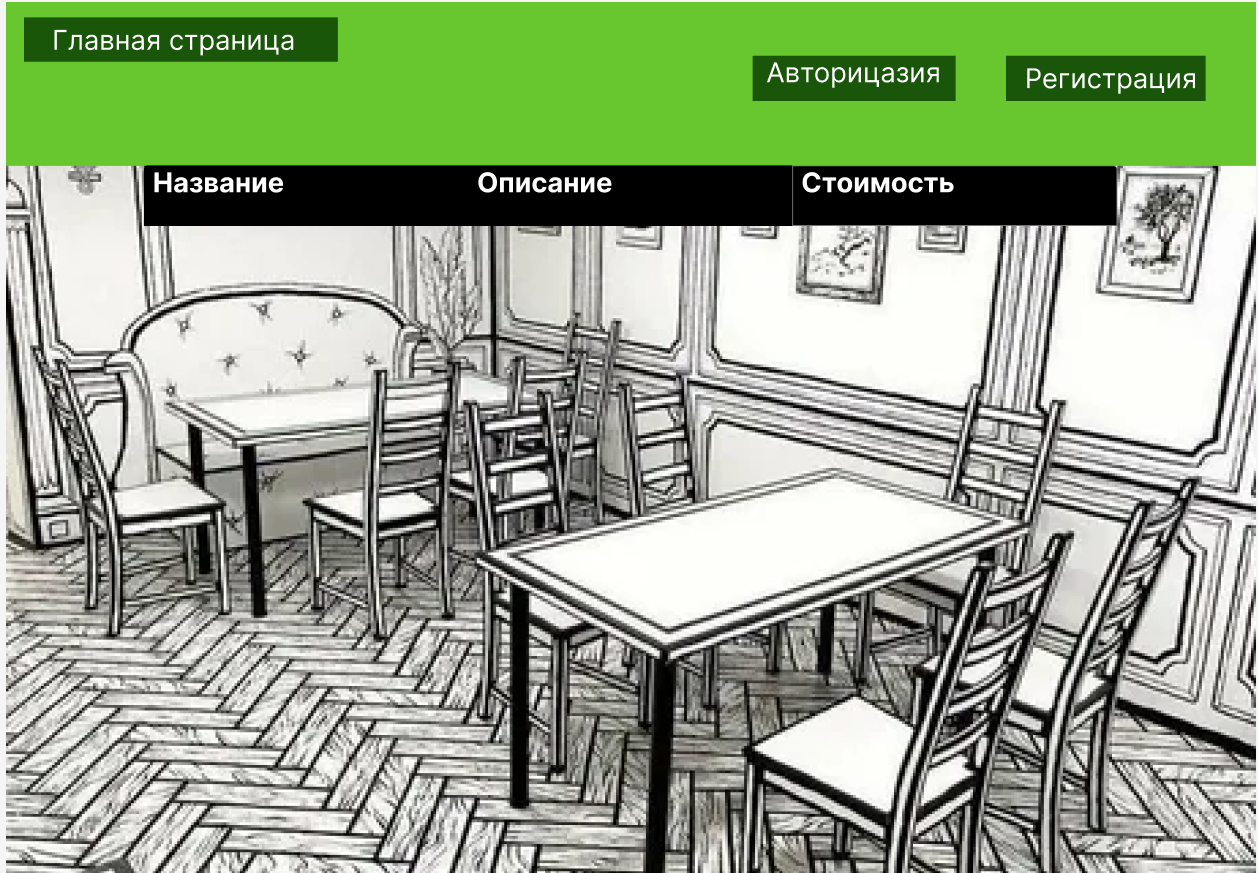 Главная страница
Авторицазия
Регистрация
Название Описание Стоимость